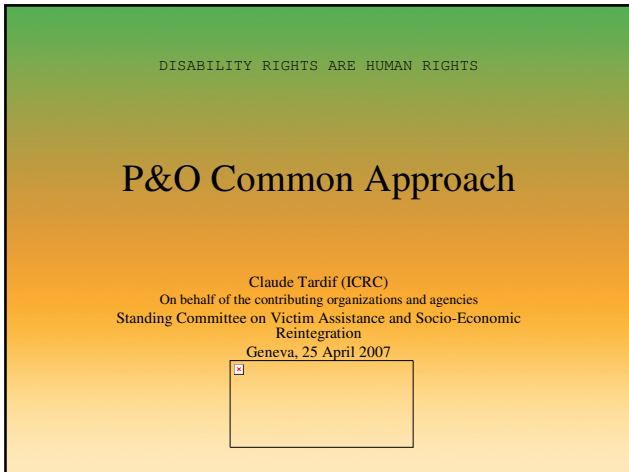 DISABILITY RIGHTS ARE HUMAN RIGHTS
P&O Common Approach
Claude Tardif (ICRC)
On behalf of the contributing organizations and agencies
Standing Committee on Victim Assistance and Socio-Economic
Reintegration
Geneva, 25 April 2007